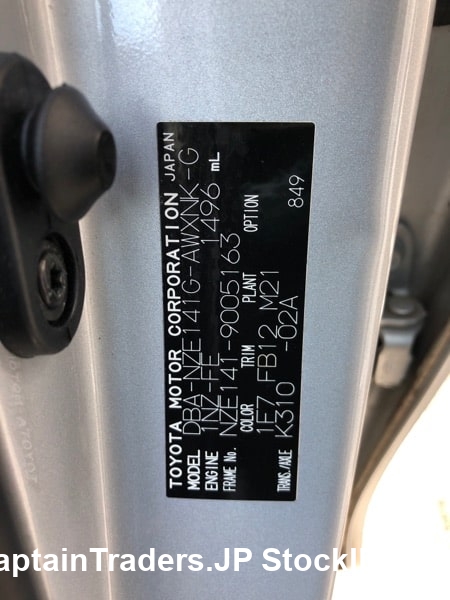 TOYOTA MOTOR CORPORATION JAPAN
MODEL DBA-NZE141G-AWXNK-G
ENGINE 1NZ-FE 1496 mL
FRAME No. NZE141-9005163
COLOR TRIM PLANT OPTION
1E7 FB12 M21 849
TRANS./AXLE K310 -02A
aptainTraders.JP Stock